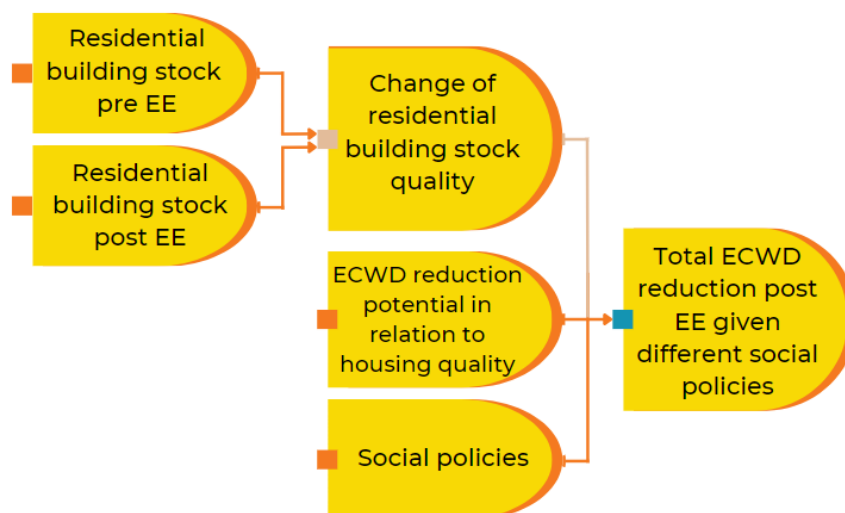 Residential
building stock
pre EE
Residential
building stock
post EE
Change of
residential
building stock
quality
ECWD reduction
potential in
relation to
housing quality
Social policies
Total ECWD
reduction post
EE given
different social
policies